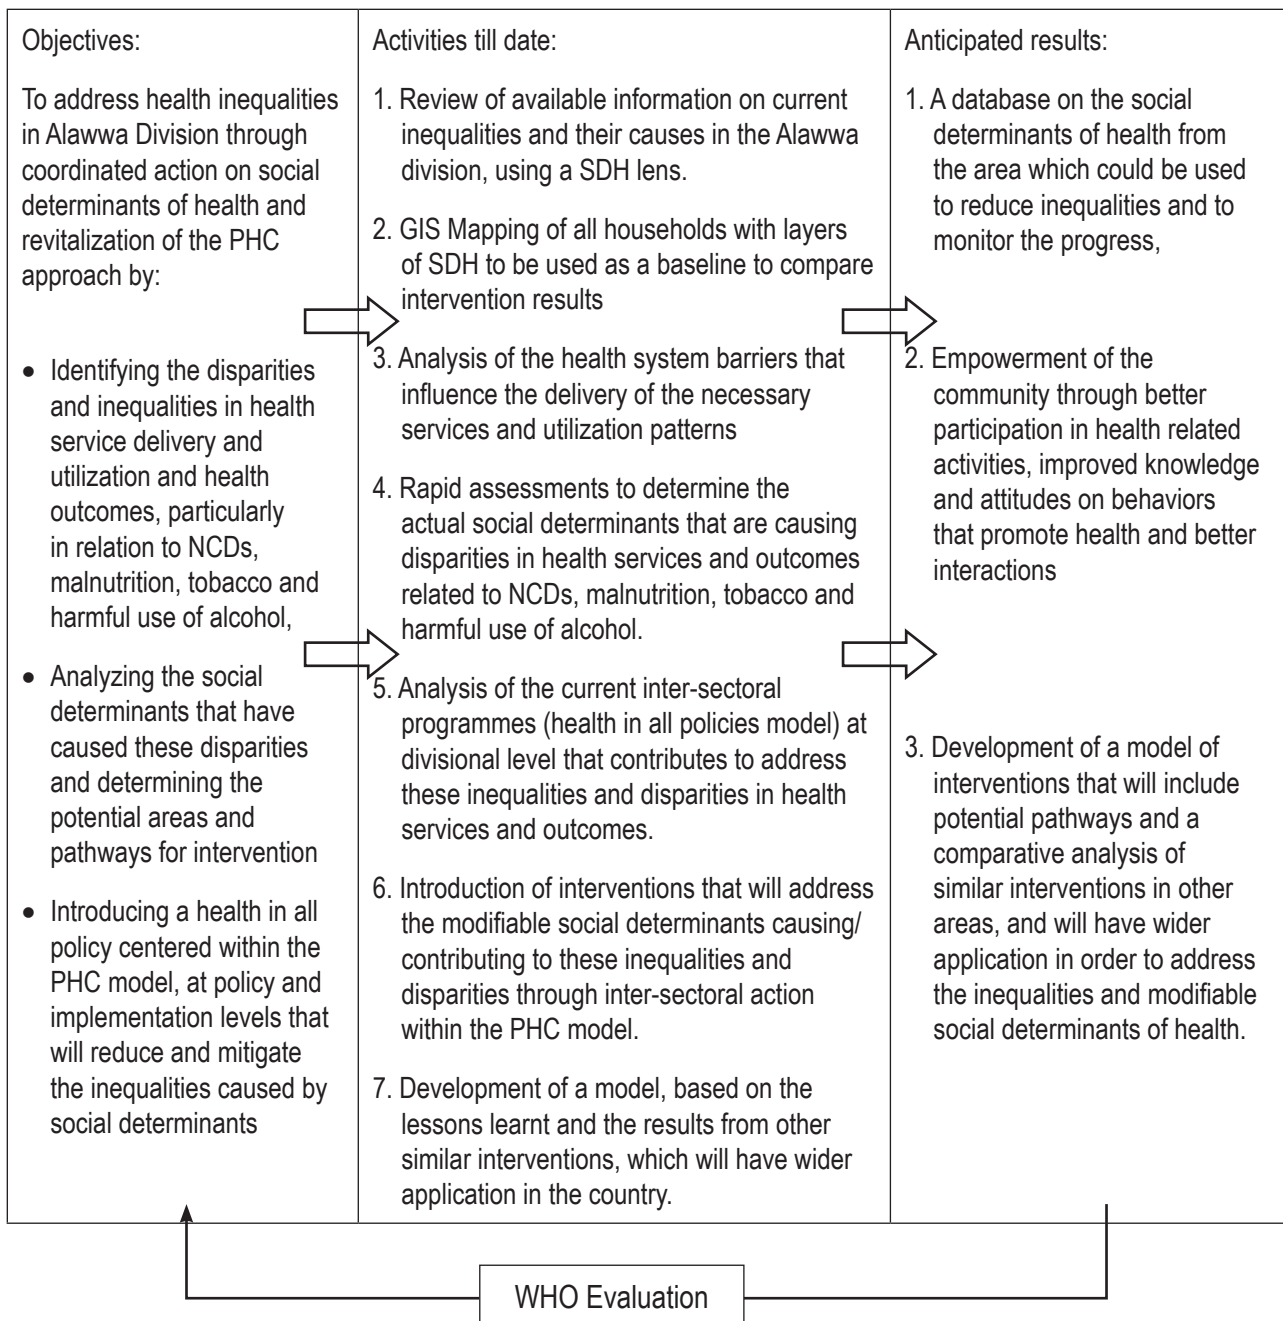 Objectives:
To address health inequalities
in Alawwa Division through
coordinated action on social
determinants of health and
revitalization of the PHC
approach by:
• Identifying the disparities
and inequalities in health
service delivery and
utilization and health
outcomes, particularly
in relation to NCDs,
malnutrition, tobacco and
harmful use of alcohol,
• Analyzing the social
determinants that have
caused these disparities
and determining the
potential areas and
pathways for intervention
• Introducing a health in all
policy centered within the
PHC model, at policy and
implementation levels that
will reduce and mitigate
the inequalities caused by
social determinants
Activities till date:
1. Review of available information on current
inequalities and their causes in the Alawwa
division, using a SDH lens.
2. GIS Mapping of all households with layers
of SDH to be used as a baseline to compare
intervention results
3. Analysis of the health system barriers that
influence the delivery of the necessary
services and utilization patterns
4. Rapid assessments to determine the
actual social determinants that are causing
disparities in health services and outcomes
related to NCDs, malnutrition, tobacco and
harmful use of alcohol.
5. Analysis of the current inter-sectoral
programmes (health in all policies model) at
divisional level that contributes to address
these inequalities and disparities in health
services and outcomes.
6. Introduction of interventions that will address
the modifiable social determinants causing/
contributing to these inequalities and
disparities through inter-sectoral action
within the PHC model.
7. Development of a model, based on the
lessons learnt and the results from other
similar interventions, which will have wider
application in the country.
Anticipated results:
1. A database on the social
determinants of health from
the area which could be used
to reduce inequalities and to
monitor the progress,
2. Empowerment of the
community through better
participation in health related
activities, improved knowledge
and attitudes on behaviors
that promote health and better
interactions
3. Development of a model of
interventions that will include
potential pathways and a
comparative analysis of
similar interventions in other
areas, and will have wider
application in order to address
the inequalities and modifiable
social determinants of health.
WHO Evaluation